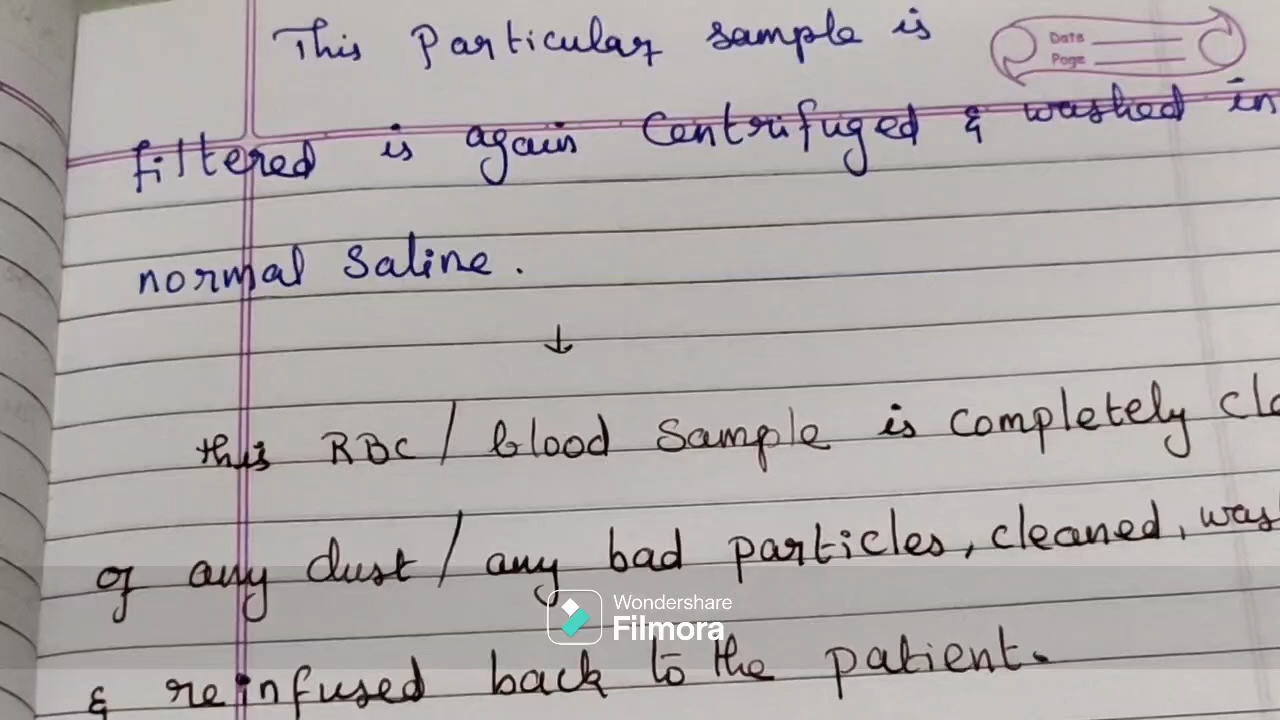 This Particular sample is
Date
Page
filtered is again Centrifuged & washed in
normal Saline.
↓
this RBC / blood Sample is completely cle
of any dust / any bad particles, cleaned, was
Wondershare
Filmora
& reinfused back to the patient.